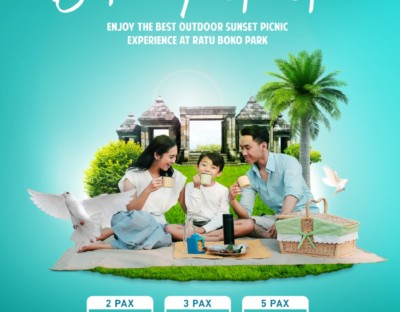 ENJOY THE BEST OUTDOOR SUNSET PICNIC
EXPERIENCE AT RATU BOKO PARK
2 PAX
3 PAX
5 PAX